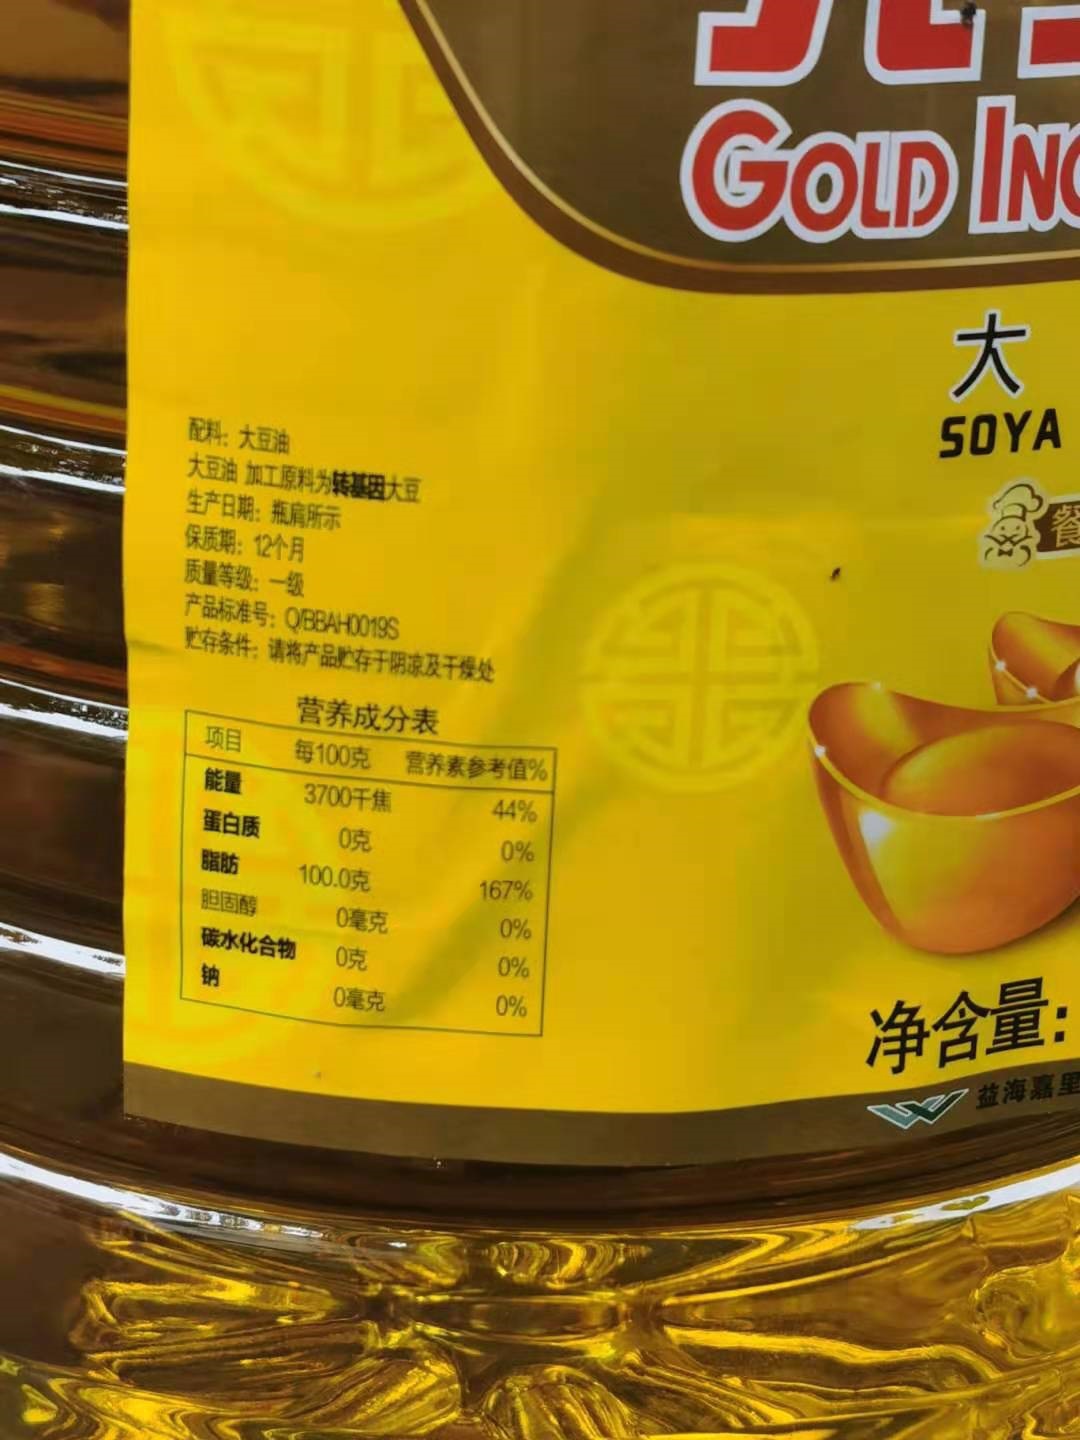 GOLD ING
大
SOYA
餐
配料：大豆油
大豆油 加工原料为转基因大豆
生产日期：瓶肩所示
保质期：12个月
质量等级：一级
产品标准号：Q/BBAH0019S
贮存条件：请将产品贮存于阴凉及干燥处
营养成分表
项目 每100克 营养素参考值%
能量 3700千焦 44%
蛋白质 0克 0%
脂肪 100.0克 167%
胆固醇 0毫克 0%
碳水化合物 0克 0%
钠 0毫克 0%
净含量：
益海嘉里